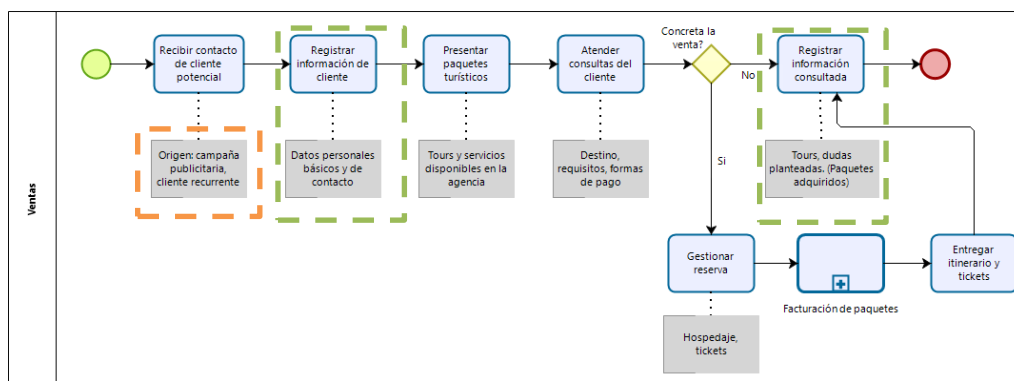 Ventas
Recibir contacto
de cliente
potencial
Registrar
información de
cliente
Presentar
paquetes
turísticos
Atender
consultas del
cliente
Concreta la
venta?
No
Si
Registrar
información
consultada
Origen: campaña
publicitaria,
cliente recurrente
Datos personales
básicos y de
contacto
Tours y servicios
disponibles en la
agencia
Destino,
requisitos, formas
de pago
Tours, dudas
planteadas. (Paquetes
adquiridos)
Gestionar
reserva
Facturación de paquetes
Entregar
itinerario y
tickets
Hospedaje,
tickets